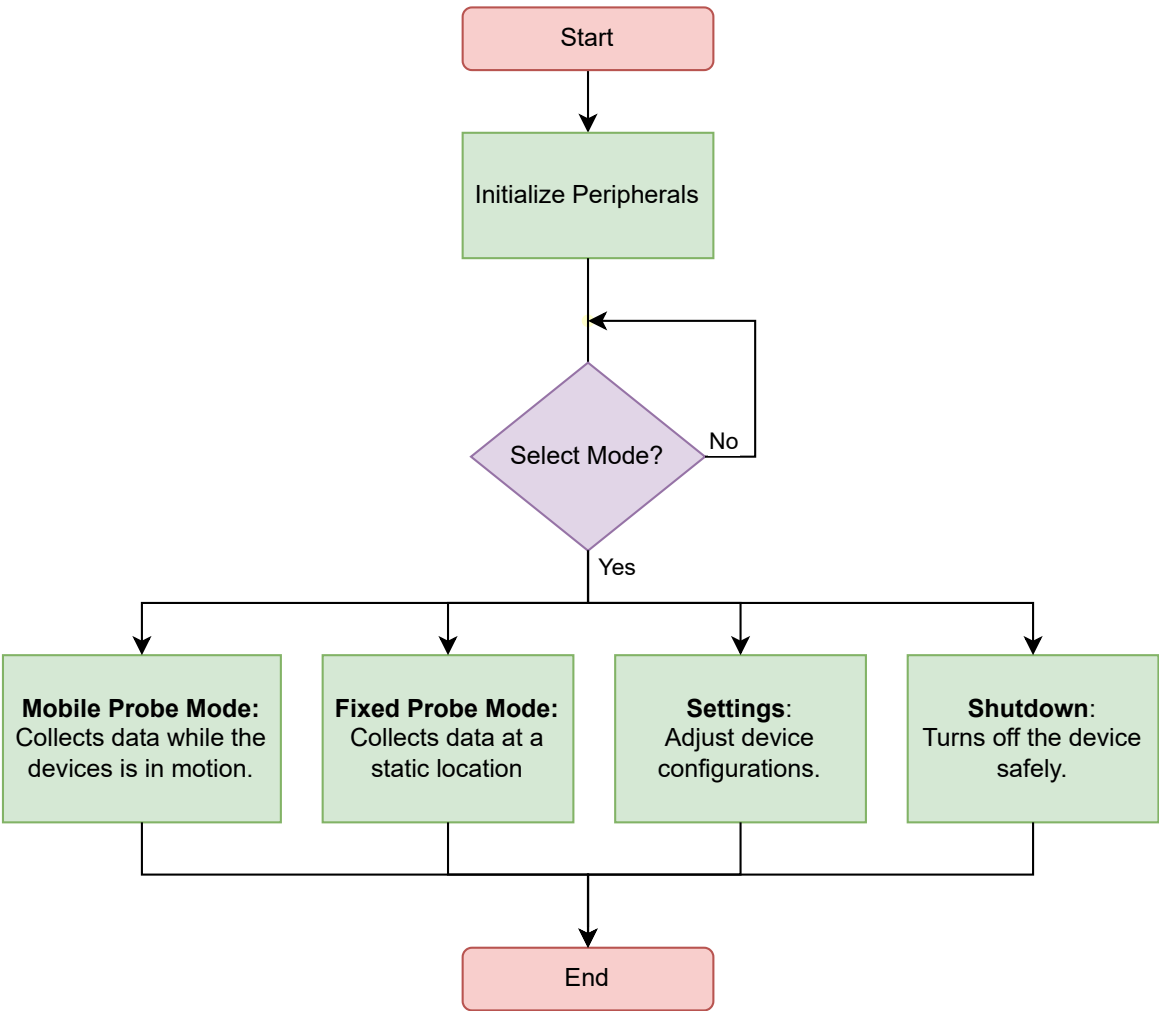 Start
Initialize Peripherals
Select Mode?
No
Yes
Mobile Probe Mode:
Collects data while the
devices is in motion.
Fixed Probe Mode:
Collects data at a
static location
Settings:
Adjust device
configurations.
Shutdown:
Turns off the device
safely.
End